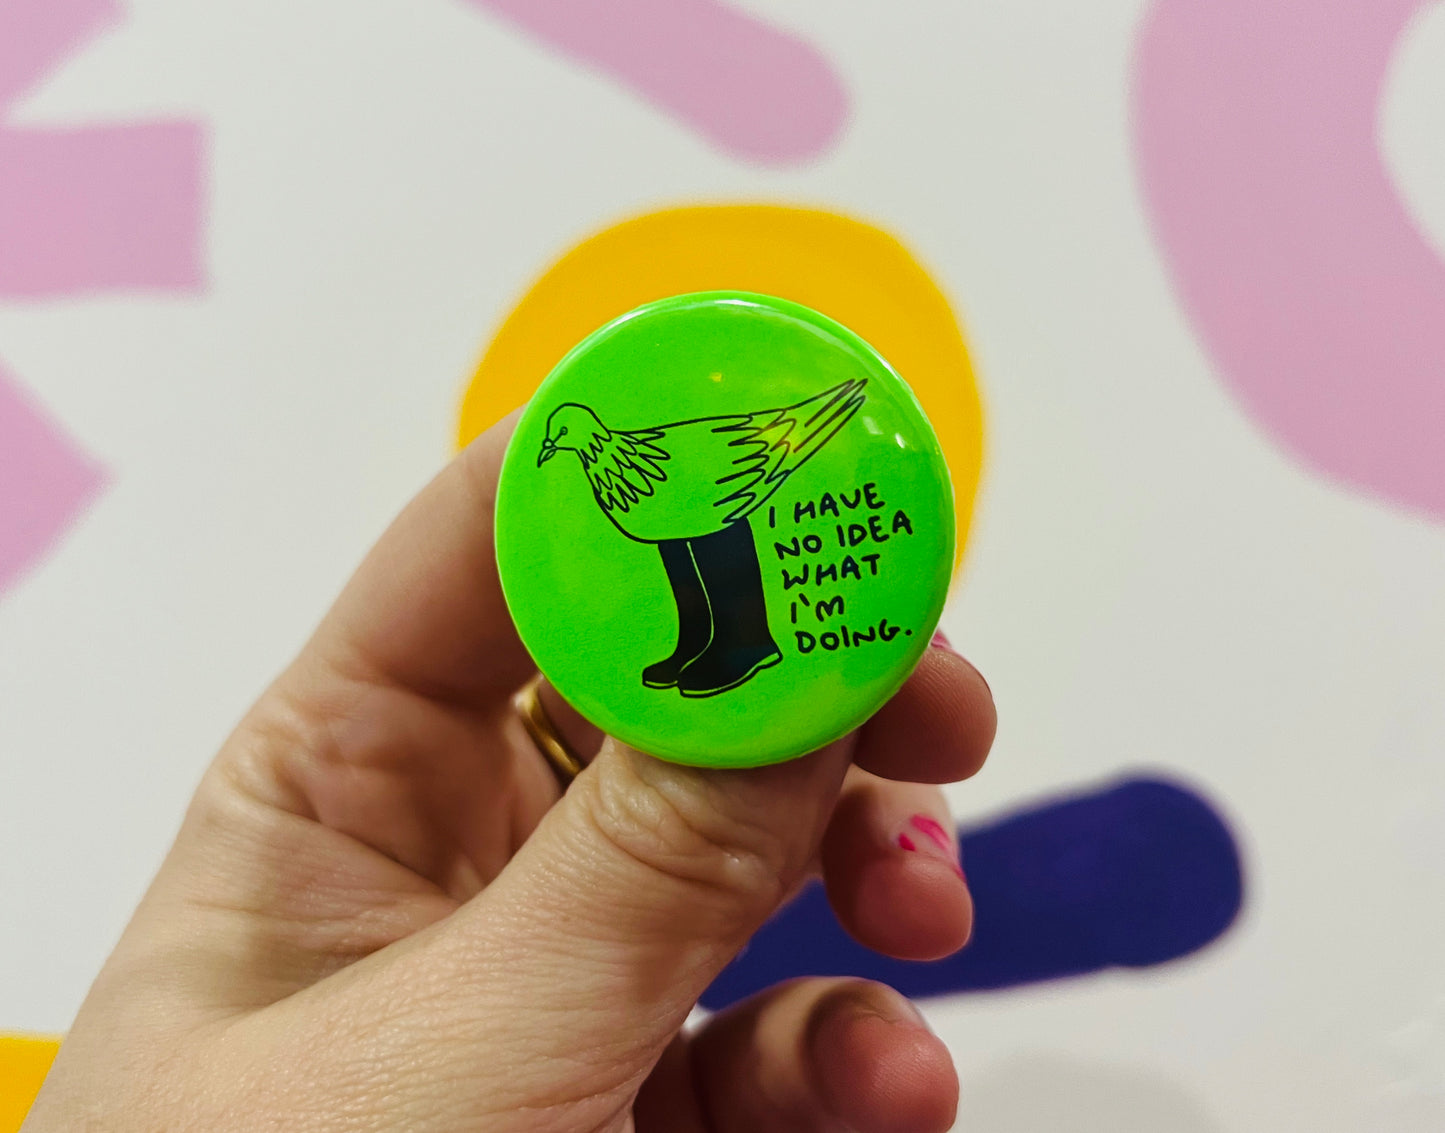 I HAVE
NO IDEA
WHAT
I'M
DOING.